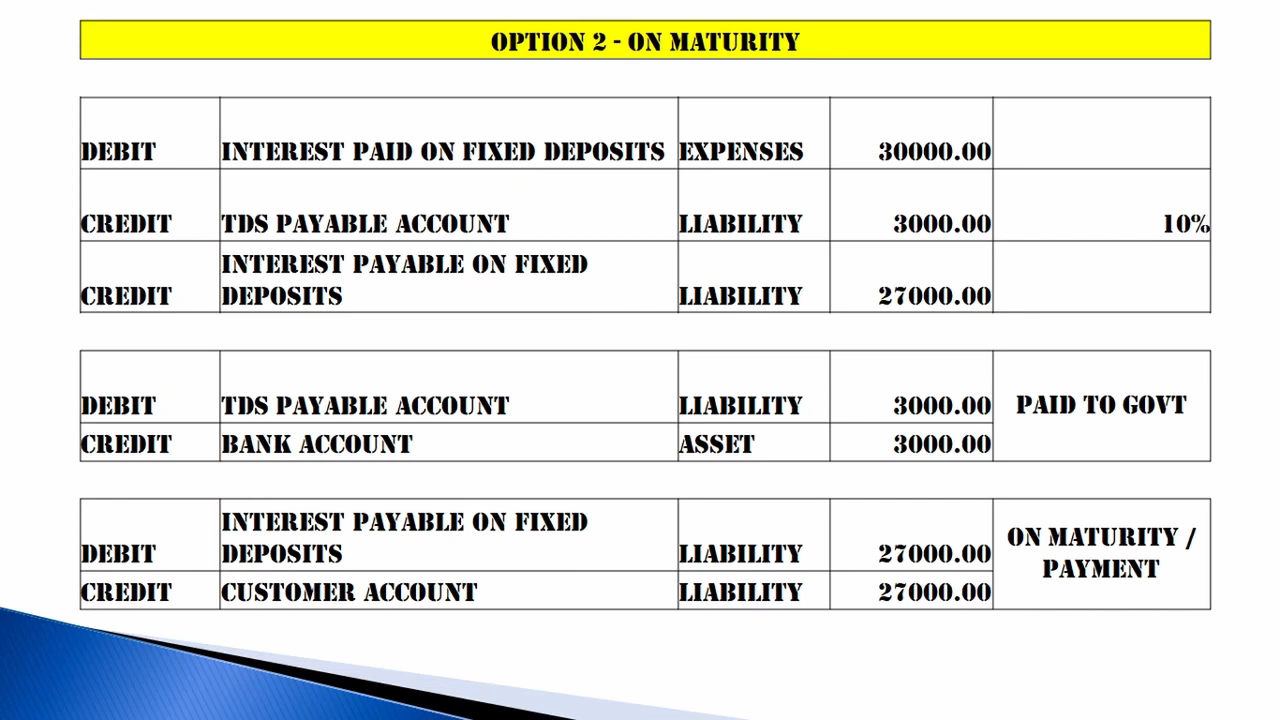 OPTION 2 - ON MATURITY
DEBIT INTEREST PAID ON FIXED DEPOSITS EXPENSES 30000.00
CREDIT TDS PAYABLE ACCOUNT LIABILITY 3000.00 10%
INTEREST PAYABLE ON FIXED
CREDIT DEPOSITS LIABILITY 27000.00
DEBIT TDS PAYABLE ACCOUNT LIABILITY 3000.00 PAID TO GOVT
CREDIT BANK ACCOUNT ASSET 3000.00
INTEREST PAYABLE ON FIXED
DEBIT DEPOSITS LIABILITY 27000.00
ON MATURITY /
PAYMENT
CREDIT CUSTOMER ACCOUNT LIABILITY 27000.00